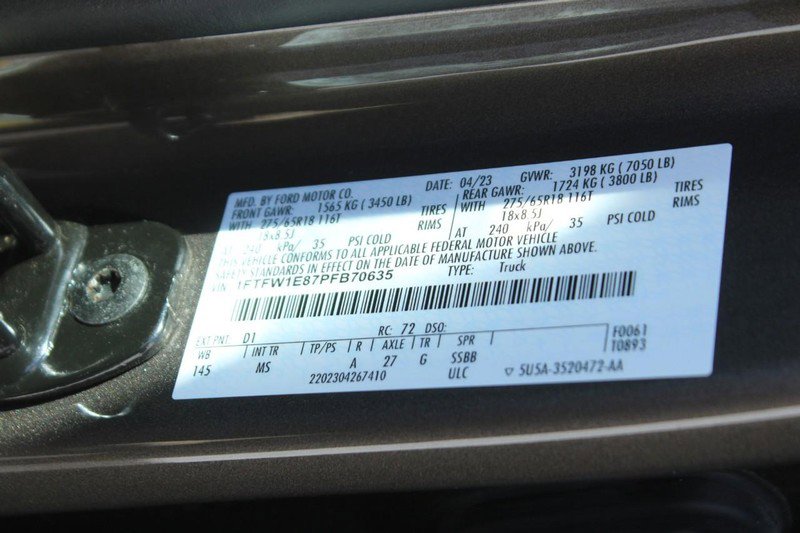 MFD. BY FORD MOTOR CO. DATE: 04/23 GVWR: 3198 KG ( 7050 LB)
FRONT GAWR: 1565 KG ( 3450 LB) REAR GAWR: 1724 KG ( 3800 LB)
WITH 275/65R18 116T TIRES WITH 275/65R18 116T TIRES
18x8.5J RIMS 18x8.5J RIMS
AT 240 kPa/ 35 PSI COLD AT 240 kPa/ 35 PSI COLD
THIS VEHICLE CONFORMS TO ALL APPLICABLE FEDERAL MOTOR VEHICLE
SAFETY STANDARDS IN EFFECT ON THE DATE OF MANUFACTURE SHOWN ABOVE.
VIN: 1FTFW1E87PFB70635 TYPE: Truck
EXT PNT: D1 RC: 72 DSO: F0061
WB INT TR TP/PS R AXLE TR SPR T0893
145 MS A 27 G SSBB
2202304267410 ULC ▽ 5U5A-3520472-AA